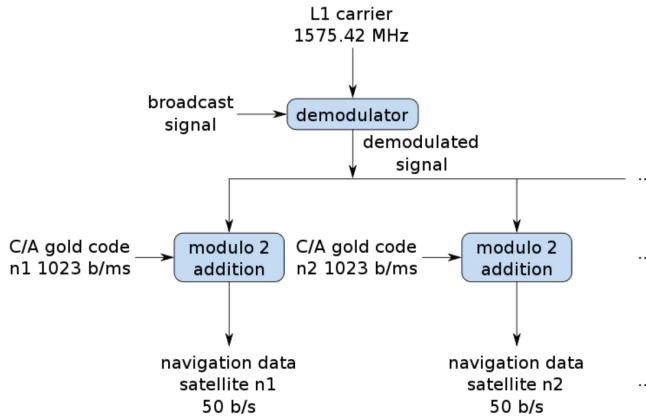 L1 carrier
1575.42 MHz
broadcast
signal
demodulator
demodulated
signal
...
C/A gold code
n1 1023 b/ms
modulo 2
addition
C/A gold code
n2 1023 b/ms
modulo 2
addition
...
navigation data
satellite n1
50 b/s
navigation data
satellite n2
50 b/s
...